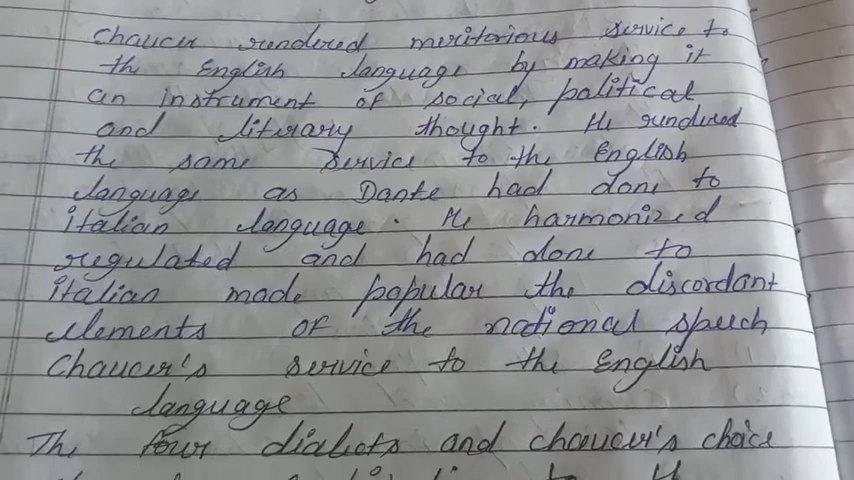 Chaucer rendered meritorious service to
the English language by making it
an instrument of social, political
and literary thought. He rendered
the same service to the English
language as Dante had done to
italian language. He harmonized
regulated and had done to
italian made popular the discordant
elements of the national speech
Chaucer's service to the English
language
The four dialects and chaucer's choice